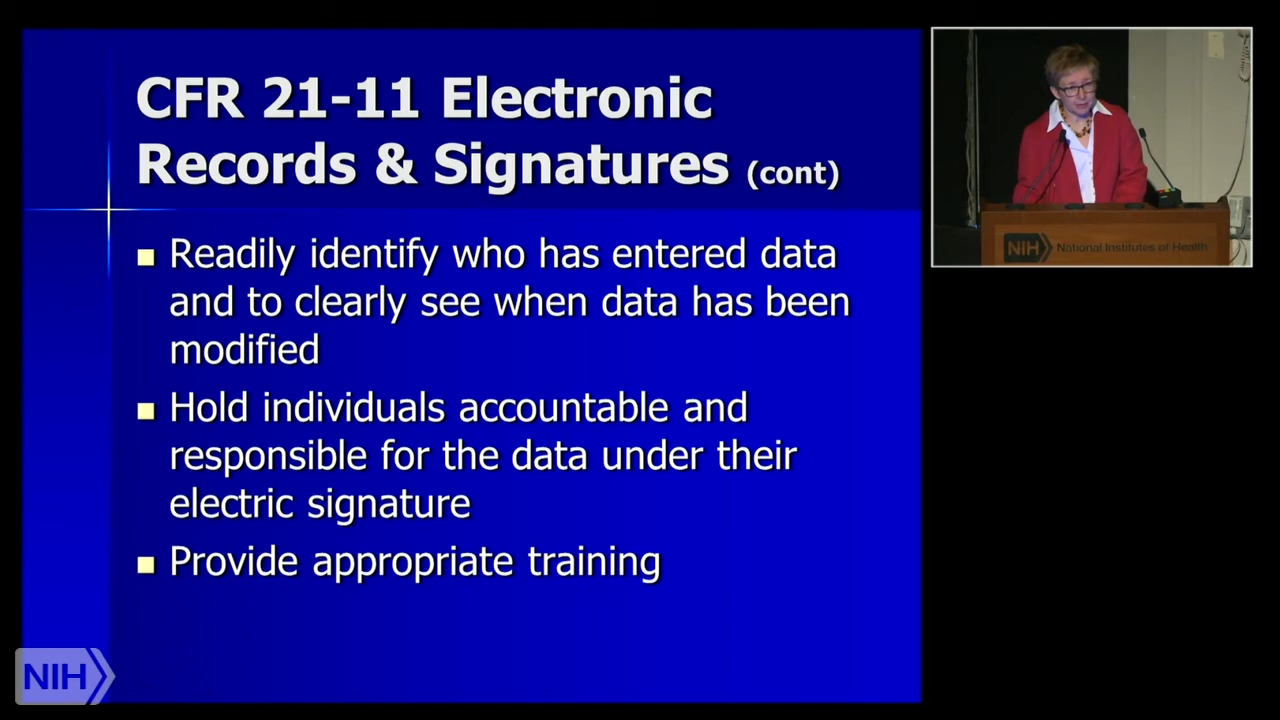 CFR 21-11 Electronic
Records & Signatures (cont)
Readily identify who has entered data
and to clearly see when data has been
modified
Hold individuals accountable and
responsible for the data under their
electric signature
Provide appropriate training
NIH National Institutes of Health
NIH